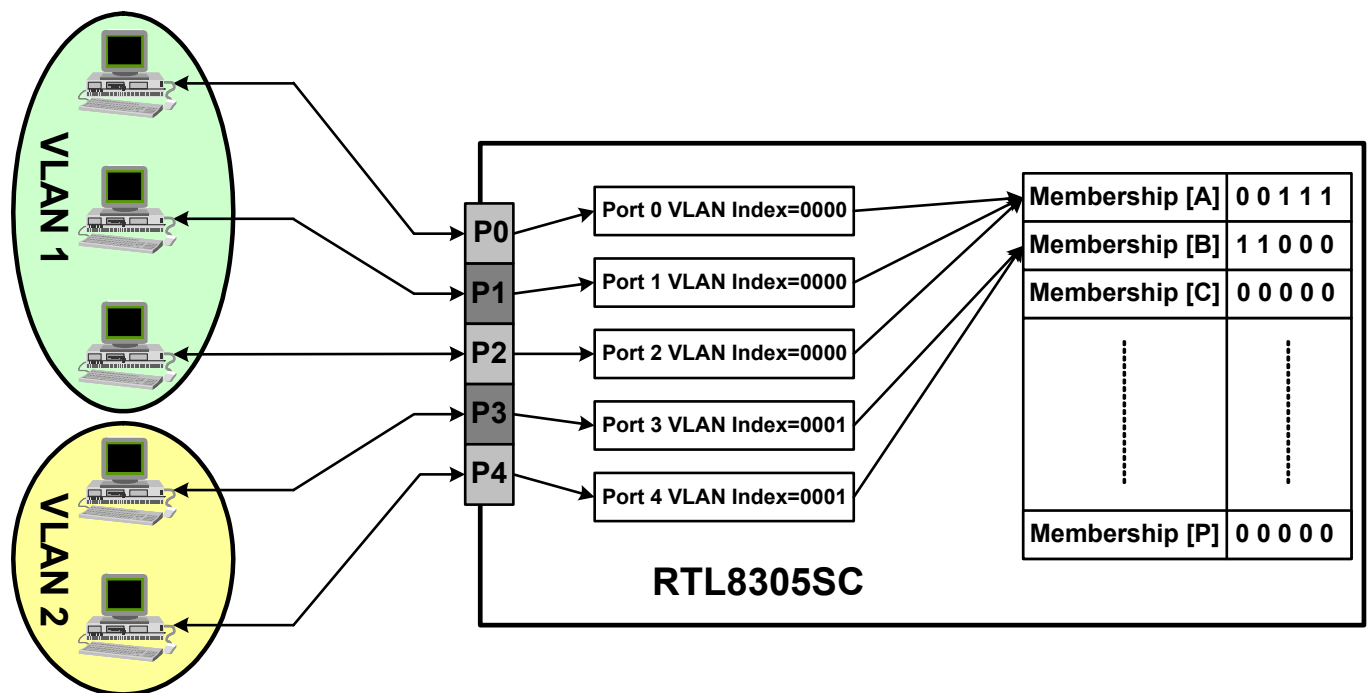 VLAN 1
VLAN 2
P0
P1
P2
P3
P4
Port 0 VLAN Index=0000
Port 1 VLAN Index=0000
Port 2 VLAN Index=0000
Port 3 VLAN Index=0001
Port 4 VLAN Index=0001
Membership [A] 0 0 1 1 1
Membership [B] 1 1 0 0 0
Membership [C] 0 0 0 0 0
Membership [P] 0 0 0 0 0
RTL8305SC